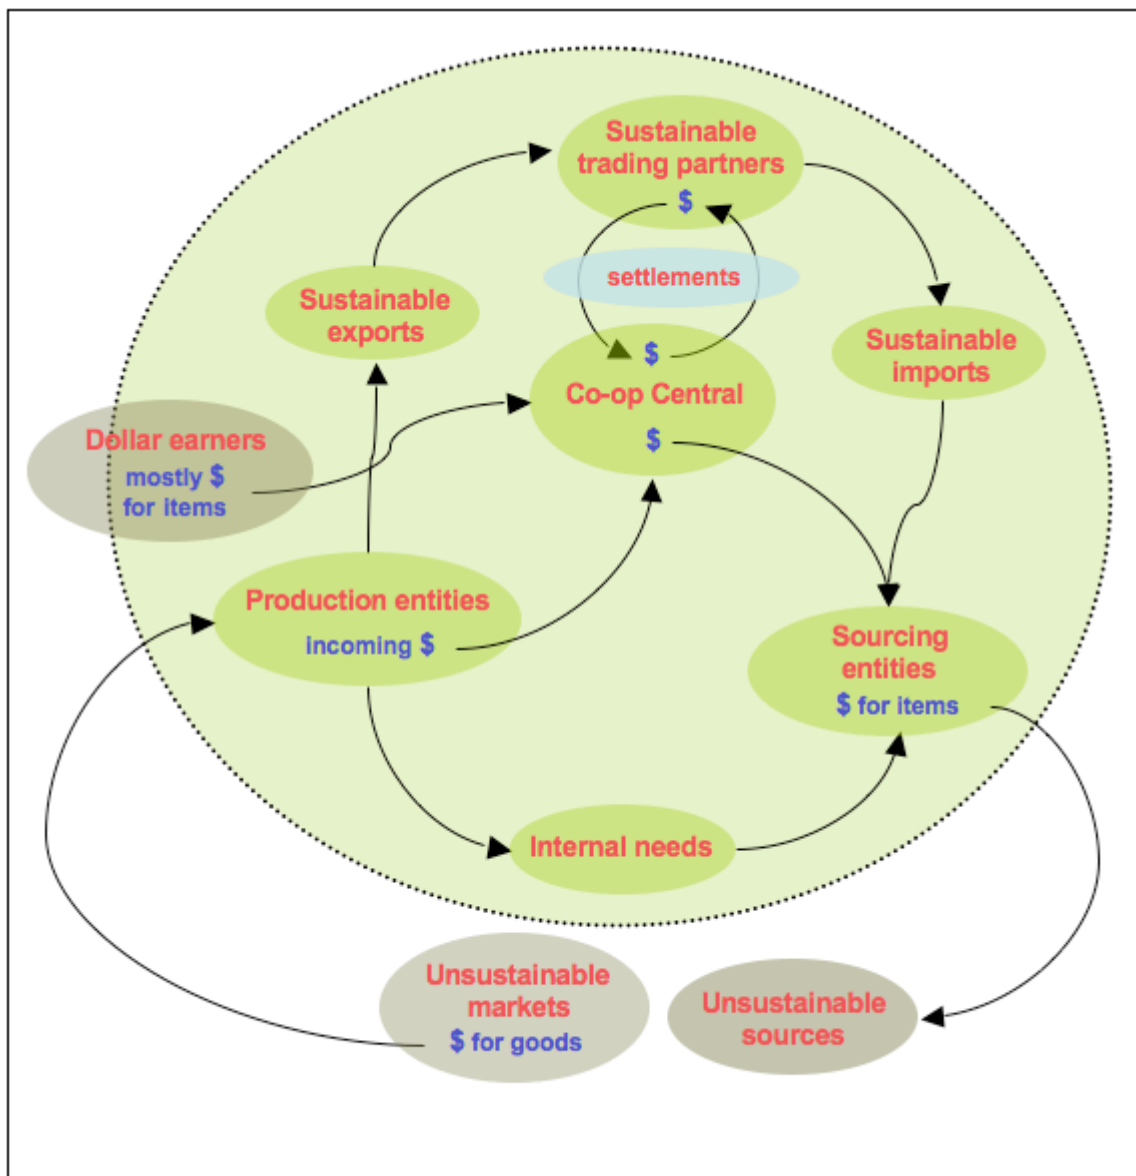 Sustainable
trading partners
$
settlements
Sustainable
exports
$
Co-op Central
$
Sustainable
imports
Dollar earners
mostly $
for items
Production entities
incoming $
Sourcing
entities
$ for items
Internal needs
Unsustainable
markets
$ for goods
Unsustainable
sources